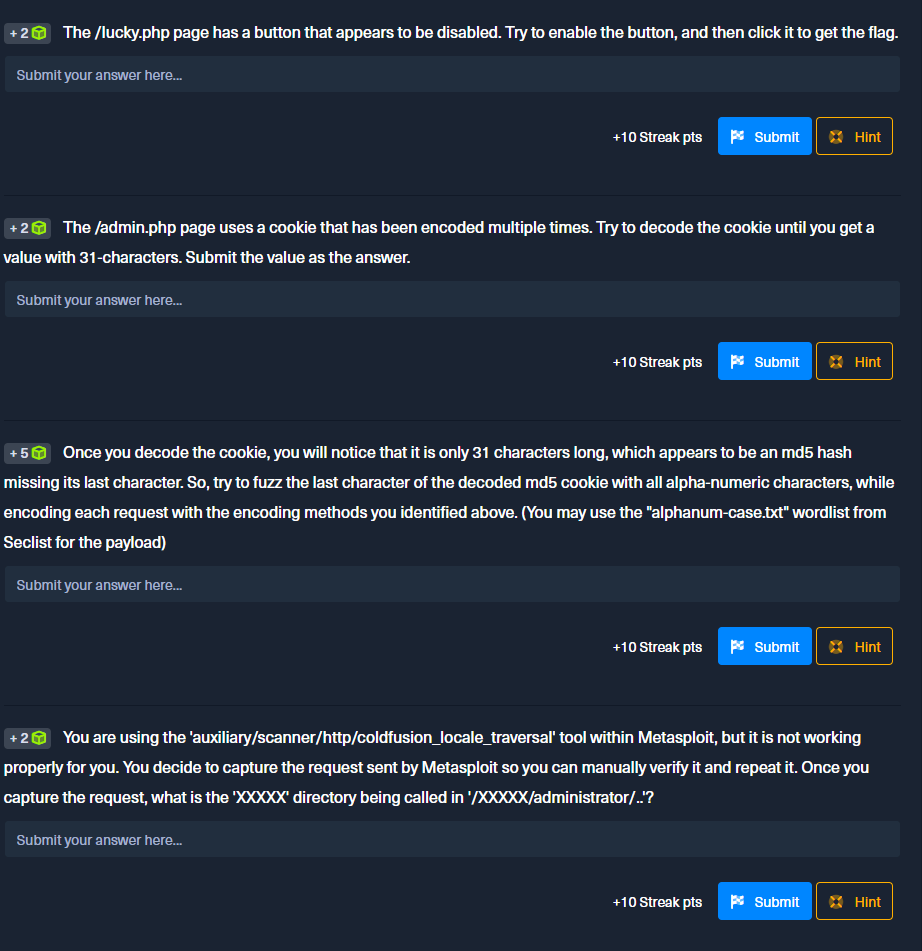 + 2 The /lucky.php page has a button that appears to be disabled. Try to enable the button, and then click it to get the flag.
Submit your answer here...
+10 Streak pts Submit Hint
+ 2 The /admin.php page uses a cookie that has been encoded multiple times. Try to decode the cookie until you get a
value with 31-characters. Submit the value as the answer.
Submit your answer here...
+10 Streak pts Submit Hint
+ 5 Once you decode the cookie, you will notice that it is only 31 characters long, which appears to be an md5 hash
missing its last character. So, try to fuzz the last character of the decoded md5 cookie with all alpha-numeric characters, while
encoding each request with the encoding methods you identified above. (You may use the "alphanum-case.txt" wordlist from
Seclist for the payload)
Submit your answer here...
+10 Streak pts Submit Hint
+ 2 You are using the 'auxiliary/scanner/http/coldfusion_locale_traversal' tool within Metasploit, but it is not working
properly for you. You decide to capture the request sent by Metasploit so you can manually verify it and repeat it. Once you
capture the request, what is the 'XXXXX' directory being called in '/XXXXX/administrator/..'?
Submit your answer here...
+10 Streak pts Submit Hint